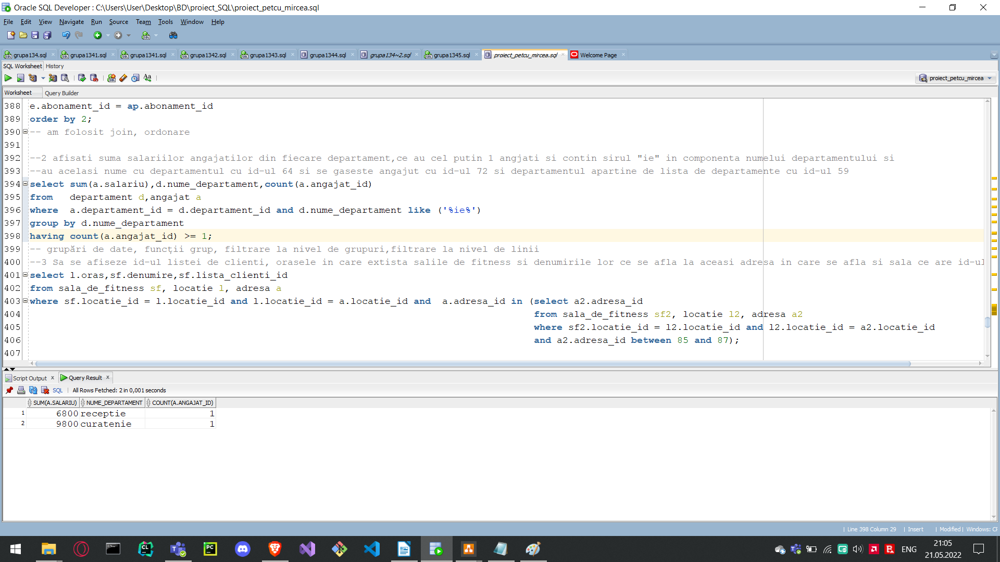 Oracle SQL Developer : C:\Users\User\Desktop\BD\proiect_SQL\proiect_petcu_mircea.sql
File Edit View Navigate Run Source Team Tools Window Help
grupa134.sql grupa1341.sql grupa1341.sql grupa1342.sql grupa1343.sql grupa1344.sql grupa134~2.sql grupa1345.sql proiect_petcu_mircea.sql Welcome Page
SQL Worksheet History
proiect_petcu_mircea
Worksheet Query Builder
388 e.abonament_id = ap.abonament_id
389 order by 2;
390 -- am folosit join, ordonare
391
392 --2 afisati suma salariilor angajatilor din fiecare departament,ce au cel putin 1 angjati si contin sirul "ie" in componenta numelui departamentului si
393 --au acelasi nume cu departamentul cu id-ul 64 si se gaseste angajut cu id-ul 72 si departamentul apartine de lista de departamente cu id-ul 59
394 select sum(a.salariu),d.nume_departament,count(a.angajat_id)
395 from departament d,angajat a
396 where a.departament_id = d.departament_id and d.nume_departament like ('%ie%')
397 group by d.nume_departament
398 having count(a.angajat_id) >= 1;
399 -- grupări de date, funcții grup, filtrare la nivel de grupuri,filtrare la nivel de linii
400 --3 Sa se afiseze id-ul listei de clienti, orasele in care extista salile de fitness si denumirile lor ce se afla la aceasi adresa in care se afla si sala ce are id-ul
401 select l.oras,sf.denumire,sf.lista_clienti_id
402 from sala_de_fitness sf, locatie l, adresa a
403 where sf.locatie_id = l.locatie_id and l.locatie_id = a.locatie_id and a.adresa_id in (select a2.adresa_id
404 from sala_de_fitness sf2, locatie l2, adresa a2
405 where sf2.locatie_id = l2.locatie_id and l2.locatie_id = a2.locatie_id
406 and a2.adresa_id between 85 and 87);
407
Script Output Query Result
SQL All Rows Fetched: 2 in 0,001 seconds
SUM(A.SALARIU) NUME_DEPARTAMENT COUNT(A.ANGAJAT_ID)
1 6800 receptie 1
2 9800 curatenie 1
Line 398 Column 29 Insert Modified Windows: CF
ENG
21:05
21.05.2022